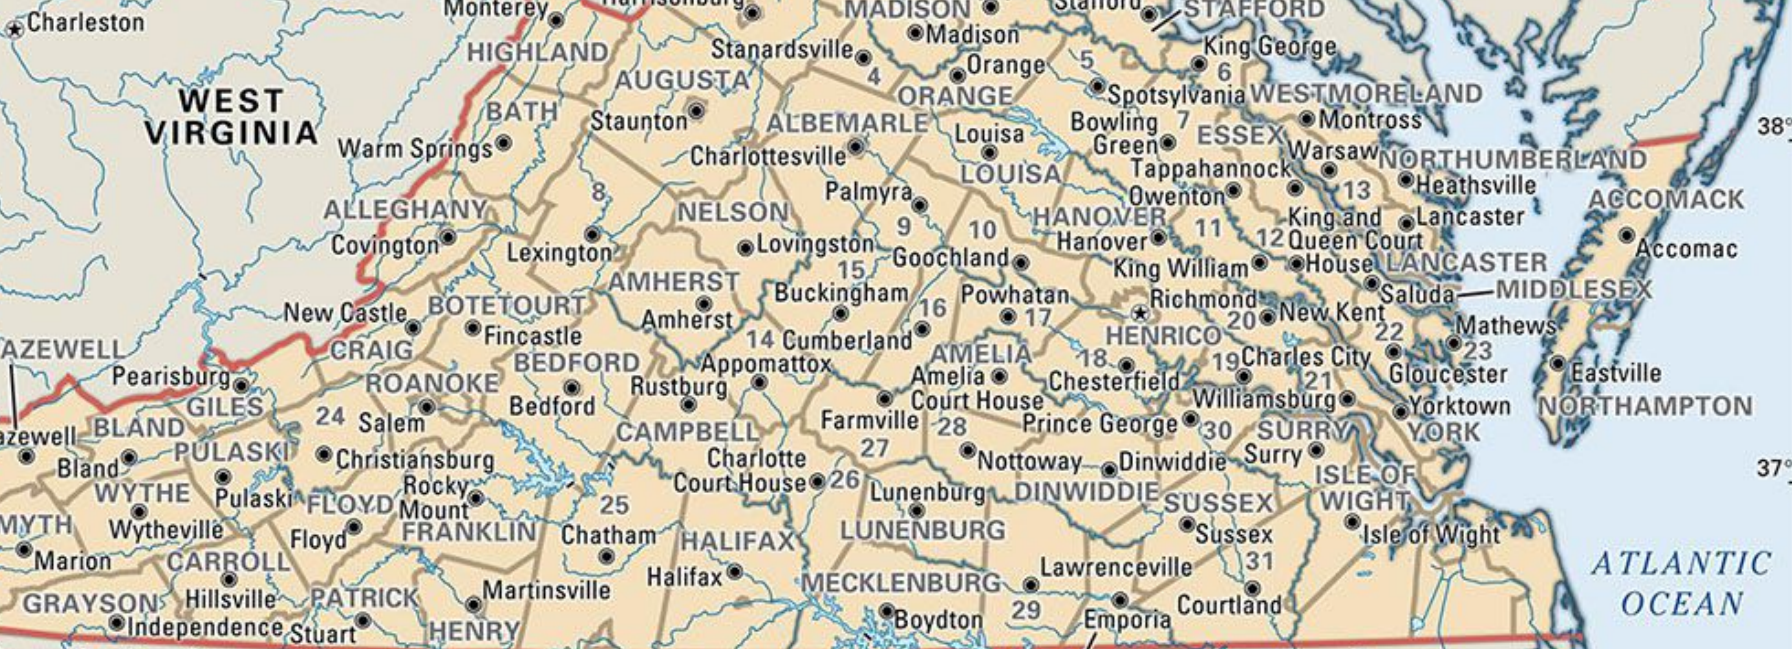 Monterey
MADISON
STAFFORD
Charleston
Madison
King George
HIGHLAND
Stanardsville
5
Orange
6
AUGUSTA
4
Spotsylvania
WESTMORELAND
WEST
VIRGINIA
BATH
Staunton
ORANGE
Bowling
Green
7
Montross
38°
ALBEMARLE
Louisa
ESSEX
Warm Springs
Charlottesville
Warsaw
NORTHUMBERLAND
LOUISA
Tappahannock
8
Palmyra
Owenton
13
Heathsville
ACCOMACK
ALLEGHANY
NELSON
HANOVER
King and
Queen Court
House
Lancaster
9
10
11
12
Covington
Lexington
Lovingston
Goochland
Hanover
Accomac
15
King William
LANCASTER
AMHERST
Buckingham
Powhatan
Richmond
Saluda
MIDDLESEX
New Castle
BOTETOURT
Amherst
16
17
20
New Kent
Fincastle
14
Cumberland
HENRICO
22
Mathews
AZEWELL
CRAIG
BEDFORD
Appomattox
AMELIA
18
19
Charles City
23
Pearisburg
ROANOKE
Rustburg
Amelia
Court House
Chesterfield
21
Gloucester
Eastville
GILES
24
Salem
Bedford
Farmville
Williamsburg
Yorktown
NORTHAMPTON
BLAND
CAMPBELL
28
Prince George
30
SURRY
YORK
azewell
PULASKI
27
Bland
Christiansburg
Charlotte
Court House
26
Nottoway
Dinwiddie
Surry
37°
WYTHE
Pulaski
FLOYD
Rocky
Mount
25
Lunenburg
DINWIDDIE
SUSSEX
ISLE OF
WIGHT
MYTH
Wytheville
Floyd
FRANKLIN
Chatham
HALIFAX
LUNENBURG
Sussex
Isle of Wight
Marion
CARROLL
Halifax
MECKLENBURG
Lawrenceville
31
ATLANTIC
OCEAN
GRAYSON
Hillsville
PATRICK
Martinsville
29
Courtland
Independence
Stuart
HENRY
Boydton
Emporia